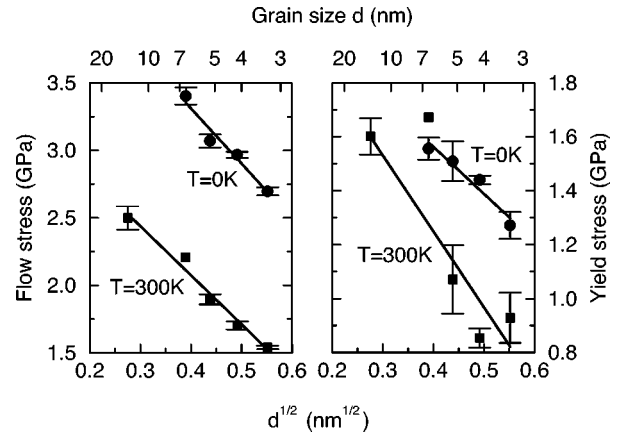 Grain size d (nm)
20 10 7 5 4 3 20 10 7 5 4 3
3.5 1.8
3.0 1.6
2.5 1.4
2.0 1.2
1.0
1.5 0.8
T=0K T=0K
T=300K T=300K
Flow stress (GPa)
Yield stress (GPa)
0.2 0.3 0.4 0.5 0.6 0.2 0.3 0.4 0.5 0.6
d^1/2 (nm^1/2)